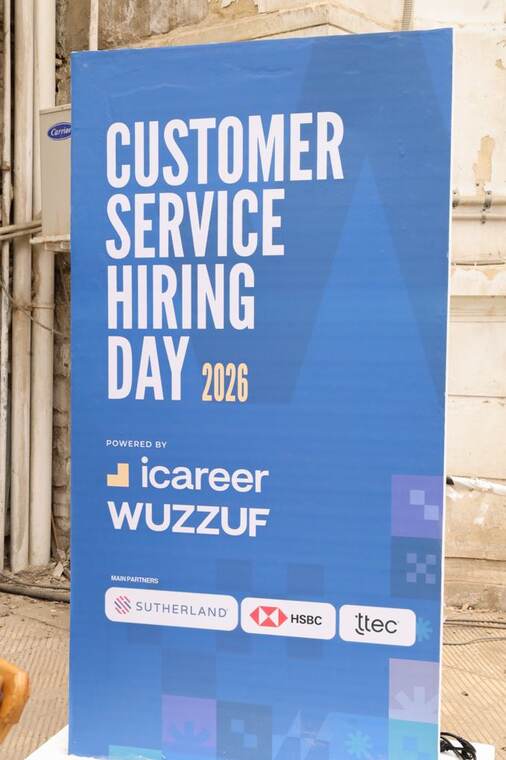 Carrier
CUSTOMER
SERVICE
HIRING
DAY 2026
POWERED BY
icareer
WUZZUF
MAIN PARTNERS
SUTHERLAND HSBC ttec